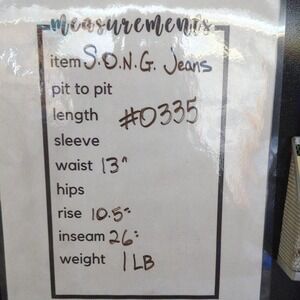 measurements
item S.O.N.G. Jeans
pit to pit
length #0335
sleeve
waist 13"
hips
rise 10.5"
inseam 26"
weight 1 LB